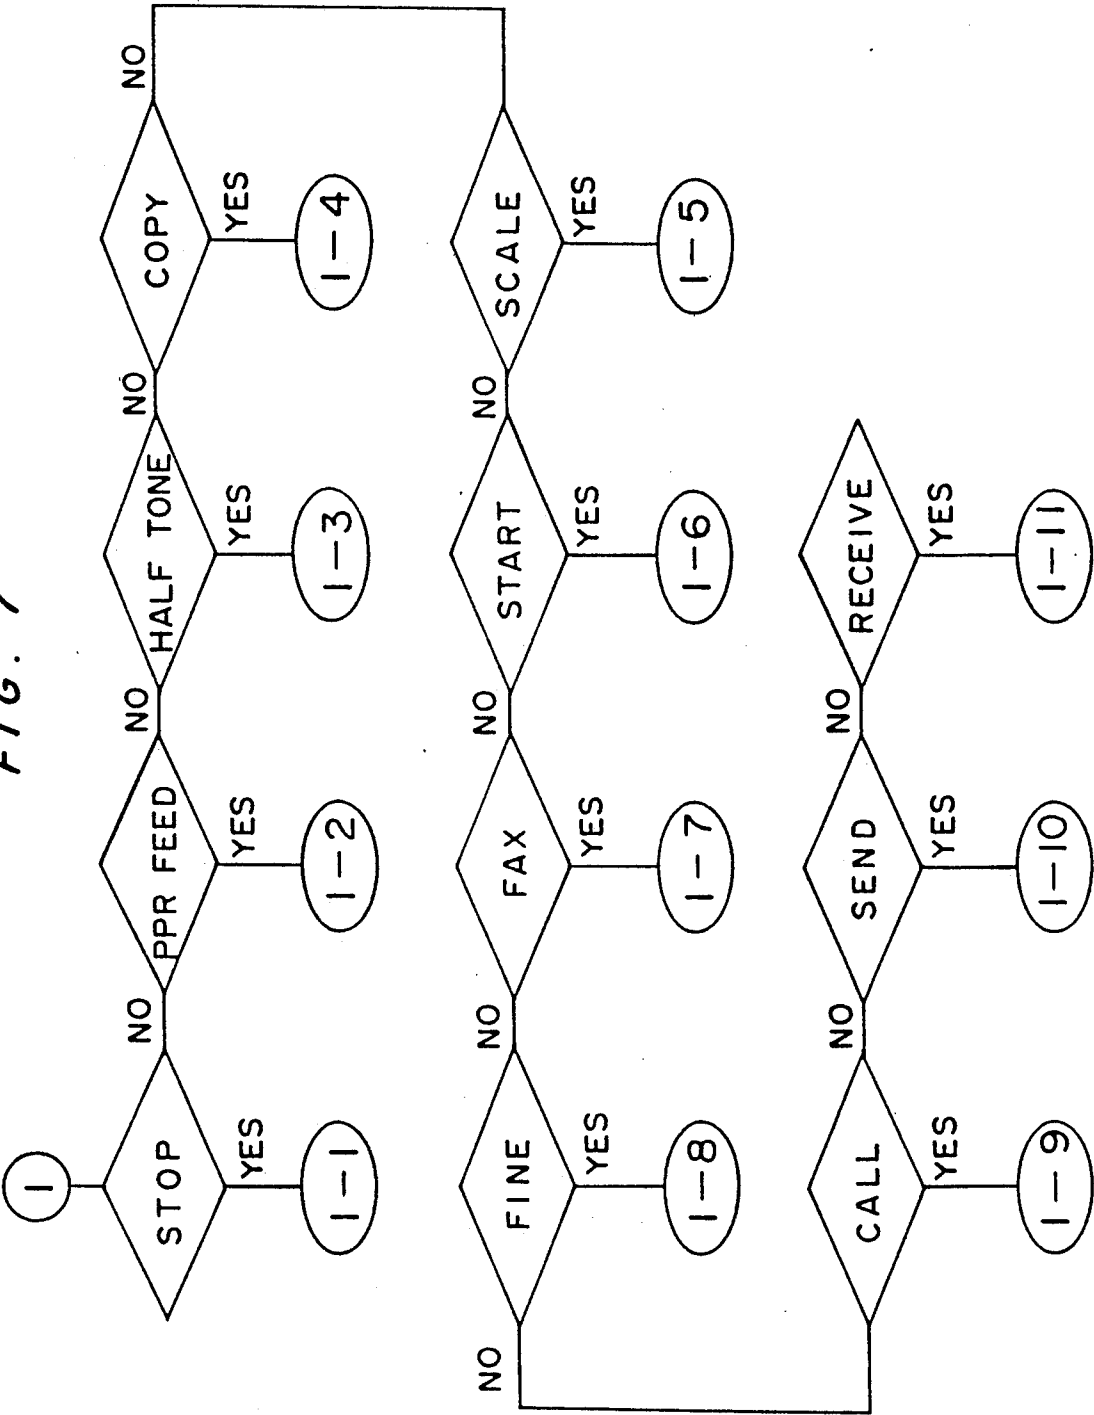 FIG. 7
1
STOP
NO
PPR FEED
NO
HALF TONE
NO
COPY
NO
YES
YES
YES
YES
1-1
1-2
1-3
1-4
FINE
NO
FAX
NO
START
NO
SCALE
YES
YES
YES
YES
1-8
1-7
1-6
1-5
NO
CALL
NO
SEND
NO
RECEIVE
YES
YES
YES
1-9
1-10
1-11